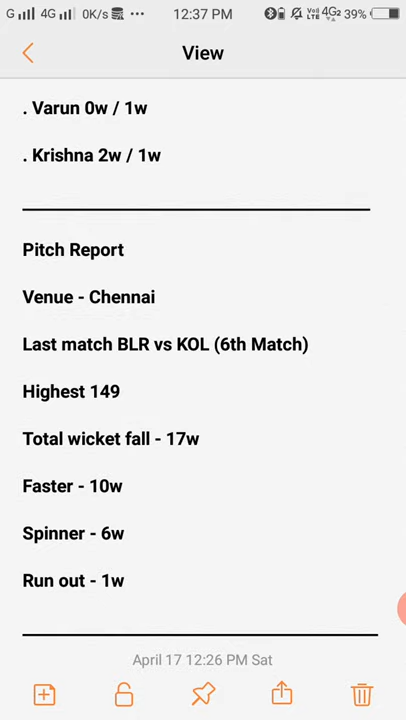 G 4G 0K/s ... 12:37 PM 4G2 39%
View
. Varun 0w / 1w
. Krishna 2w / 1w
Pitch Report
Venue - Chennai
Last match BLR vs KOL (6th Match)
Highest 149
Total wicket fall - 17w
Faster - 10w
Spinner - 6w
Run out - 1w
April 17 12:26 PM Sat